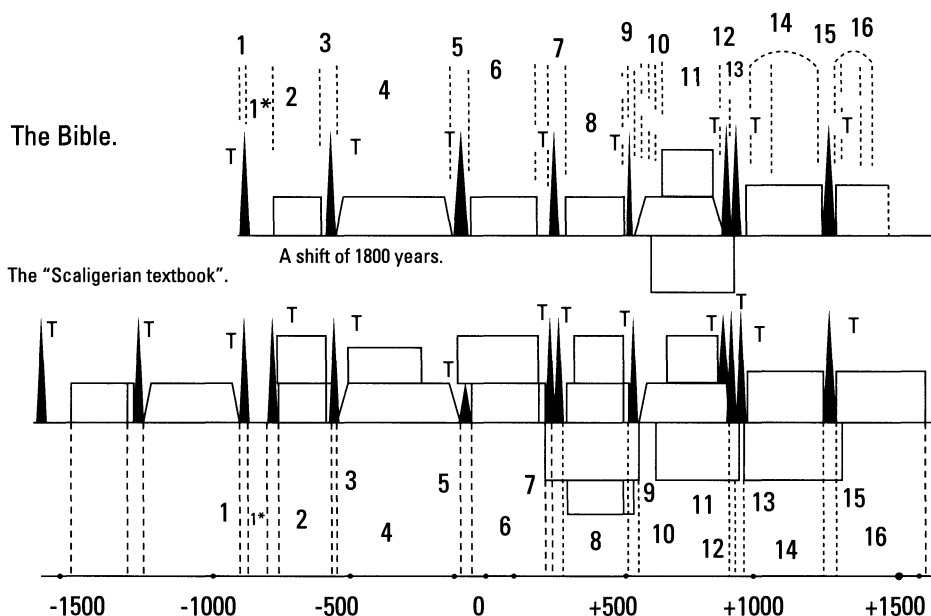 1 3 5 7 9 10 12 14 15 16
1* 2 4 6 8 11 13
The Bible.
T T T T T T T T
A shift of 1800 years.
The "Scaligerian textbook".
T T T T T T T T T T T T T
1 1* 2 3 4 5 6 7 8 9 10 11 12 13 14 15 16
-1500 -1000 -500 0 +500 +1000 +1500